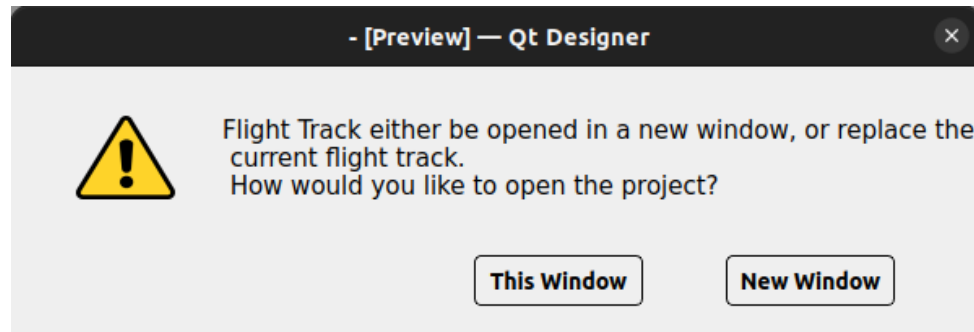 - [Preview] — Qt Designer
Flight Track either be opened in a new window, or replace the
current flight track.
How would you like to open the project?
This Window
New Window